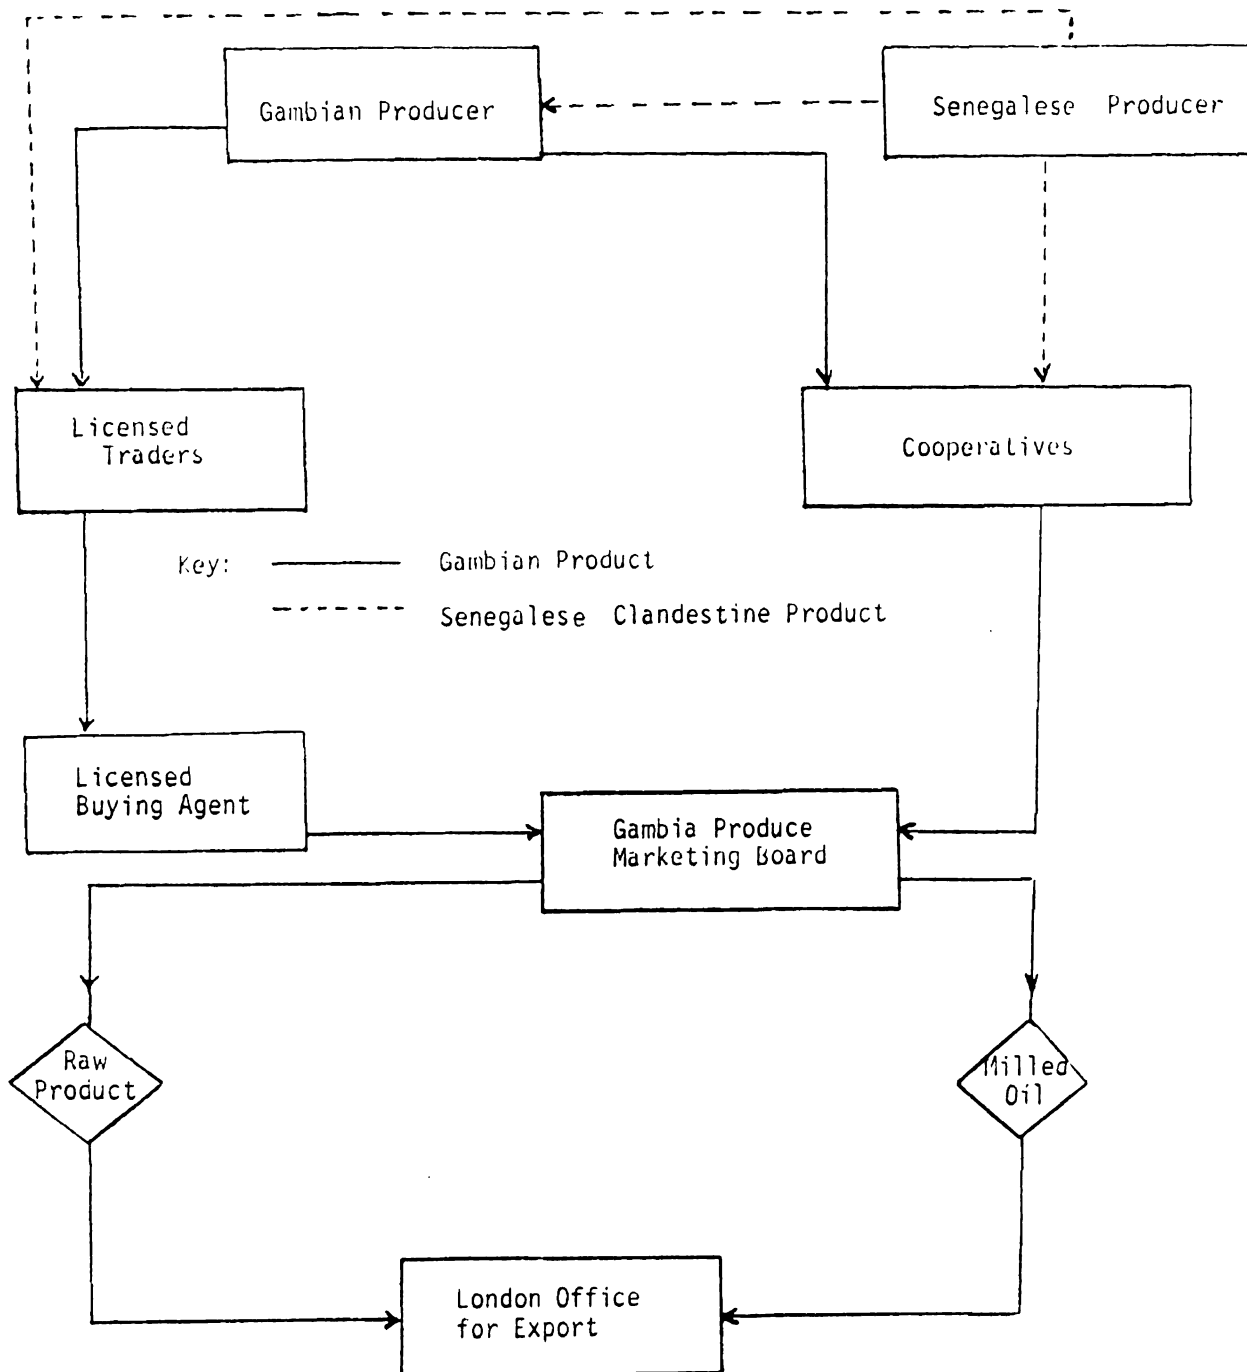 Gambian Producer
Senegalese Producer
Licensed
Traders
Cooperatives
Key:
Gambian Product
Senegalese Clandestine Product
Licensed
Buying Agent
Gambia Produce
Marketing Board
Raw
Product
Milled
Oil
London Office
for Export